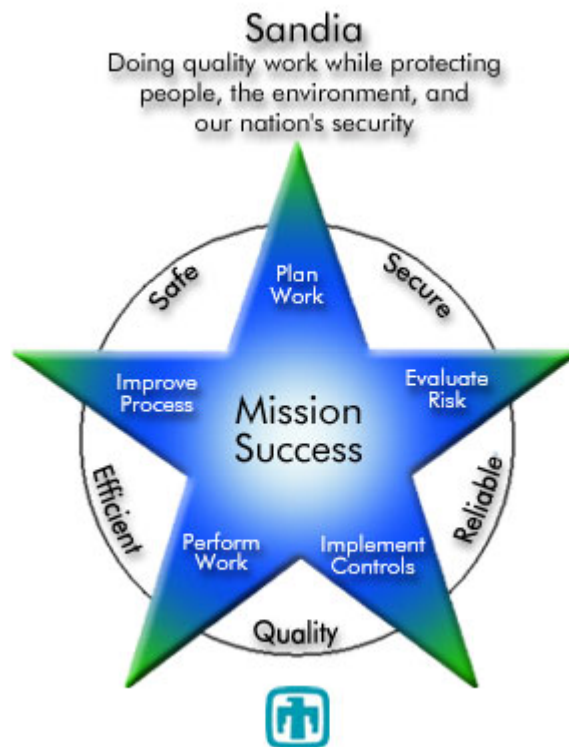 Sandia
Doing quality work while protecting
people, the environment, and
our nation's security
Safe
Secure
Plan
Work
Improve
Process
Evaluate
Risk
Mission
Success
Efficient
Reliable
Perform
Work
Implement
Controls
Quality